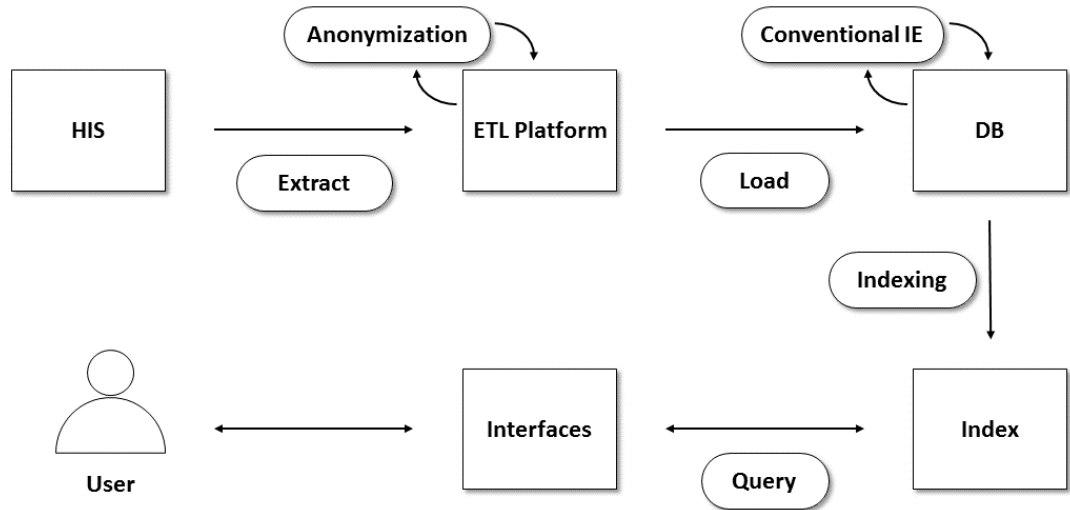 Anonymization
Conventional IE
HIS
ETL Platform
DB
Extract
Load
Indexing
Interfaces
Index
User
Query